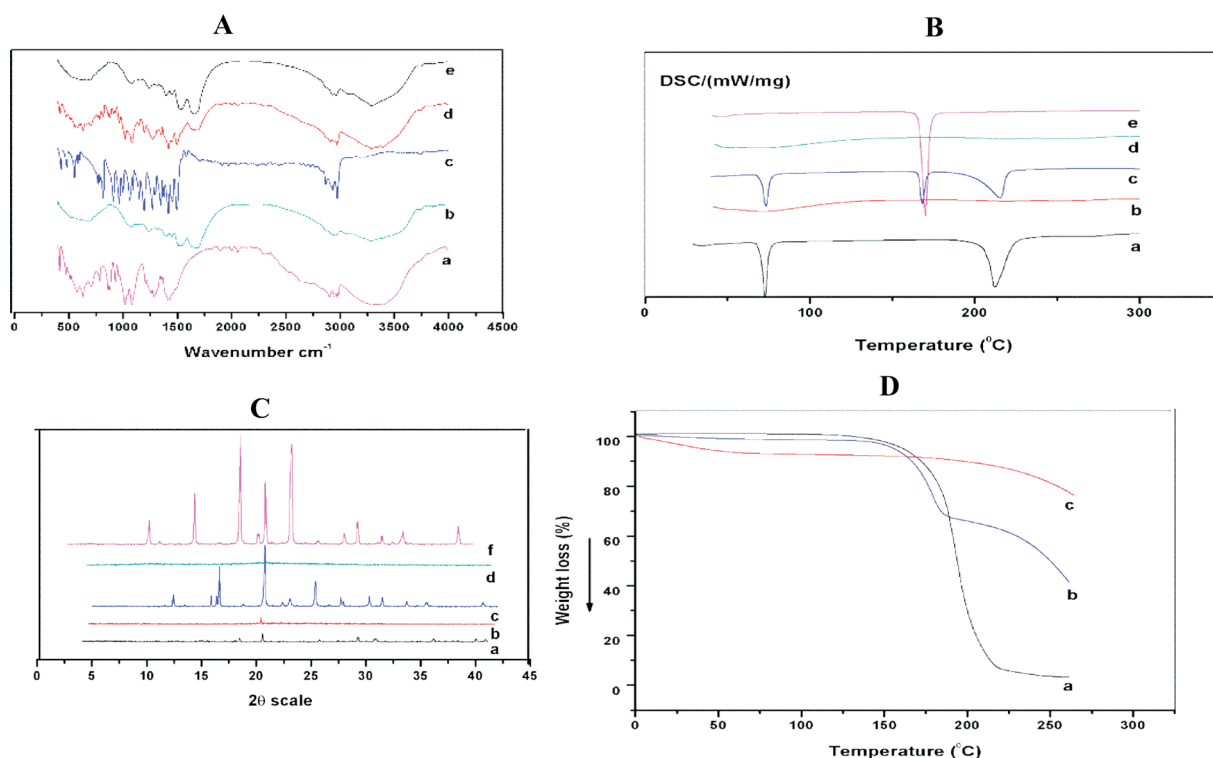 A
e
d
c
b
a
0 500 1000 1500 2000 2500 3000 3500 4000 4500
Wavenumber cm⁻¹
B
DSC/(mW/mg)
e
d
c
b
a
0 100 200 300
Temperature (⁰C)
C
f
d
c
b
a
0 5 10 15 20 25 30 35 40 45
2θ scale
D
Weight loss (%)
100
80
60
40
20
0
c
b
a
0 50 100 150 200 250 300
Temperature (⁰C)